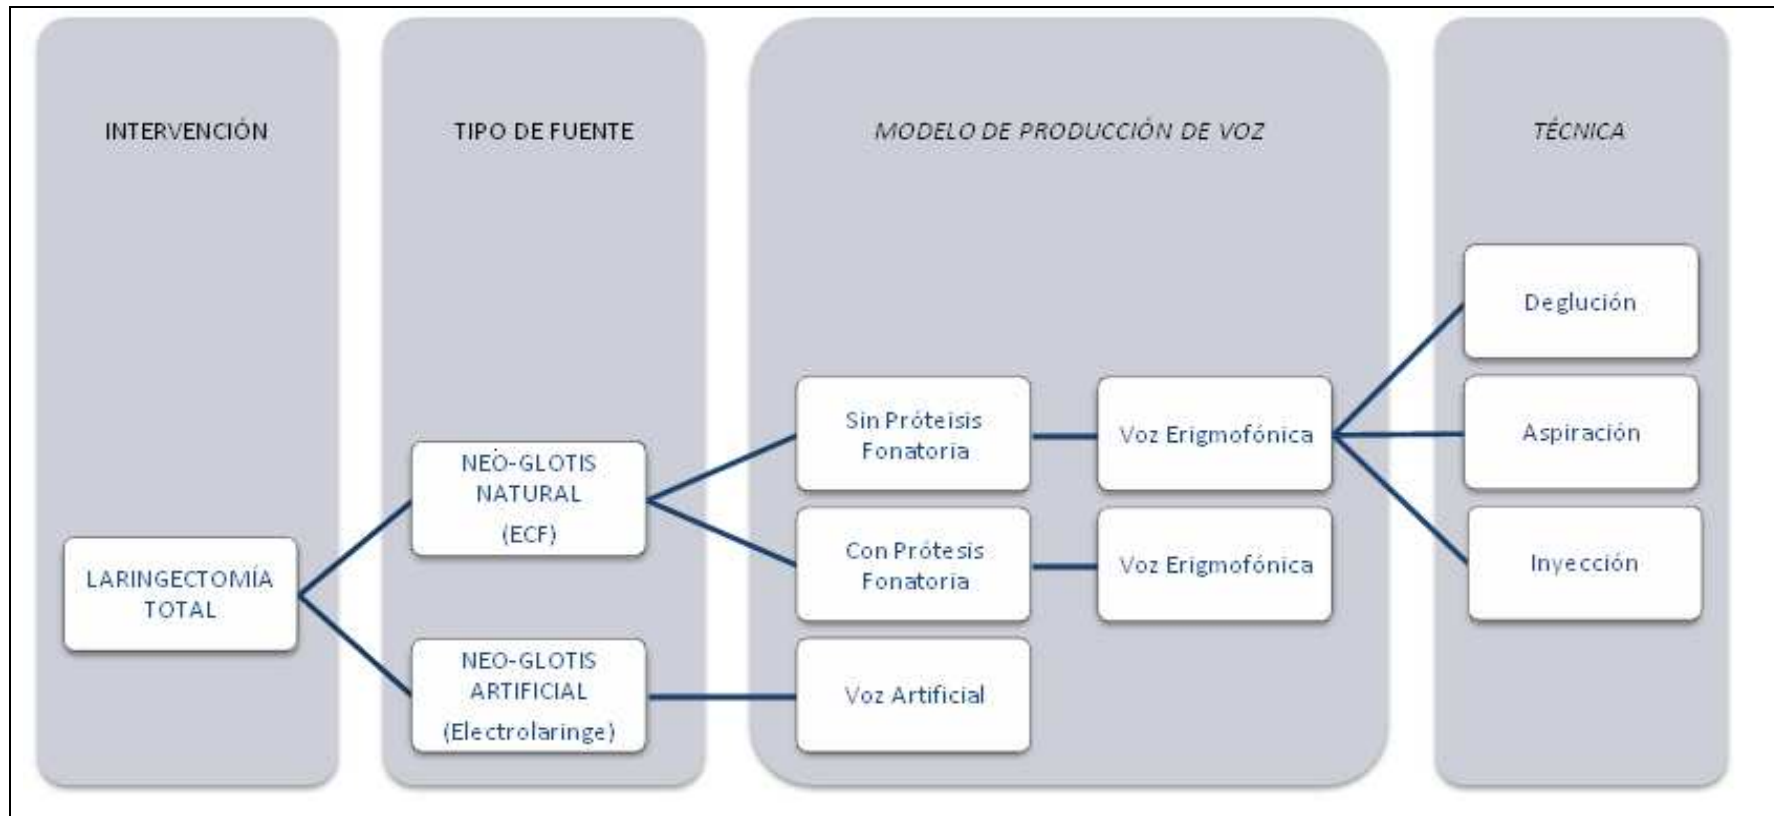 INTERVENCIÓN
TIPO DE FUENTE
MODELO DE PRODUCCIÓN DE VOZ
TÉCNICA
LARINGECTOMÍA
TOTAL
NEO-GLOTIS
NATURAL
(ECF)
NEO-GLOTIS
ARTIFICIAL
(Electrolaringe)
Sin Próteisis
Fonatoria
Voz Erigmofónica
Con Prótesis
Fonatoria
Voz Erigmofónica
Voz Artificial
Deglución
Aspiración
Inyección